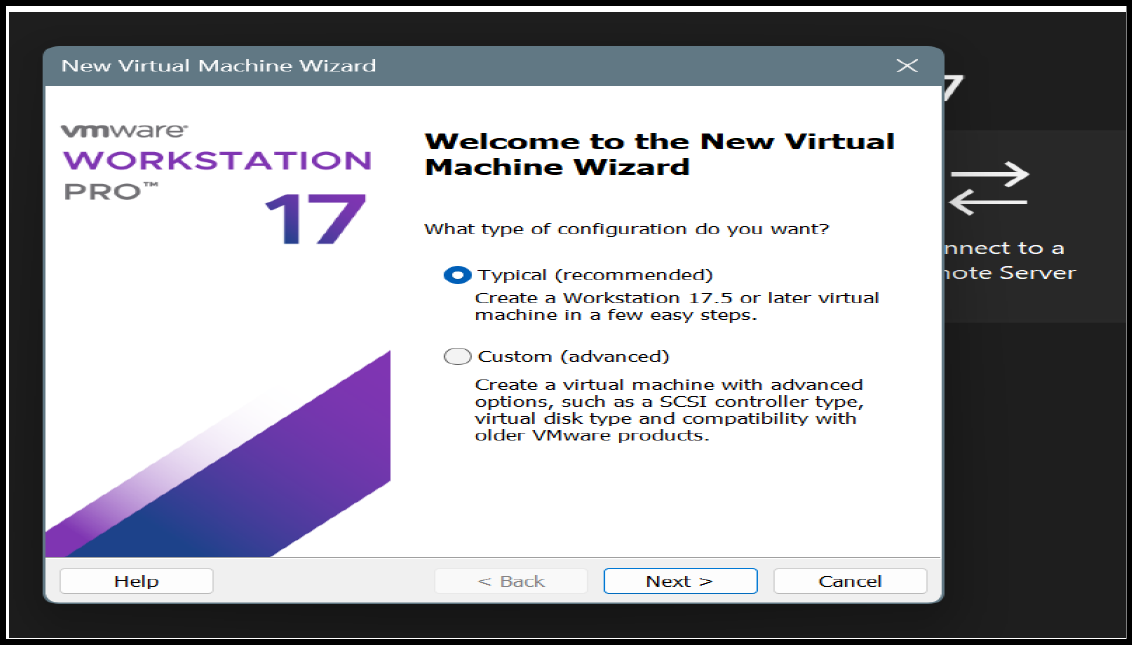 New Virtual Machine Wizard
vmware®
WORKSTATION
PRO™
17
Welcome to the New Virtual
Machine Wizard
What type of configuration do you want?
Typical (recommended)
Create a Workstation 17.5 or later virtual
machine in a few easy steps.
Custom (advanced)
Create a virtual machine with advanced
options, such as a SCSI controller type,
virtual disk type and compatibility with
older VMware products.
Help
< Back
Next >
Cancel
7
nnect to a
note Server